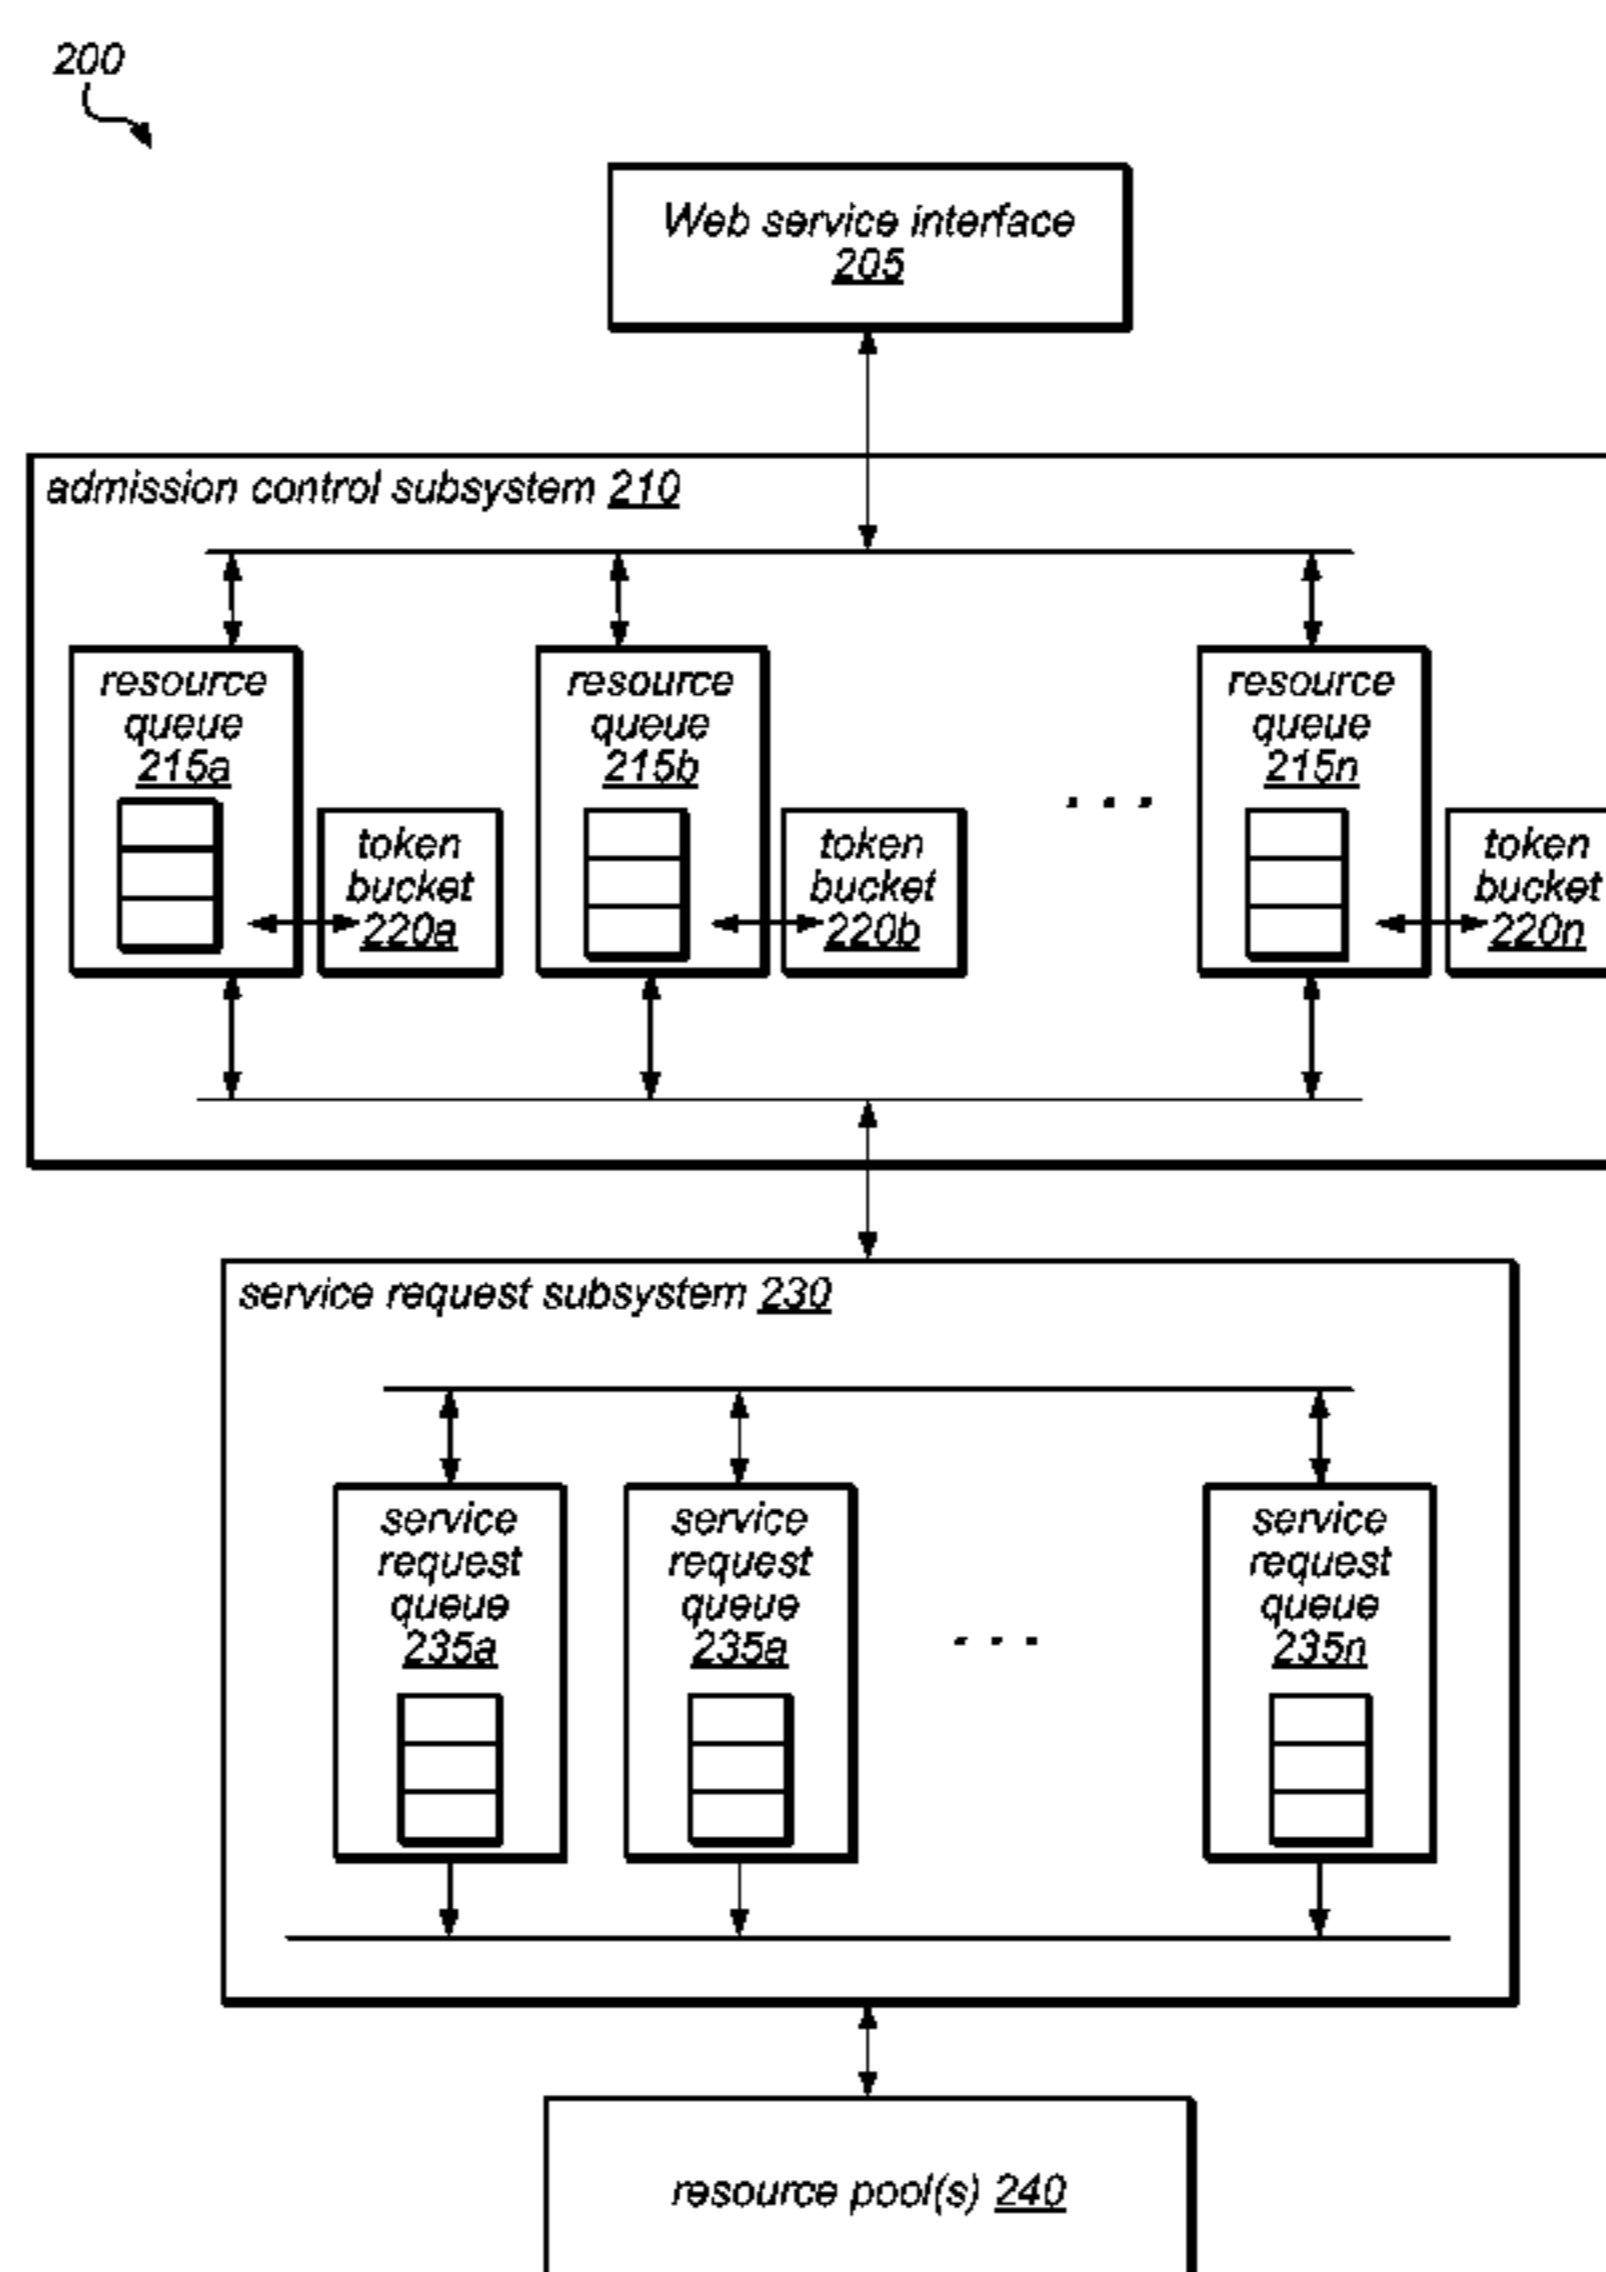 200
Web service interface
205
admission control subsystem 210
resource
queue
215a
token
bucket
220a
resource
queue
215b
token
bucket
220b
. . .
resource
queue
215n
token
bucket
220n
service request subsystem 230
service
request
queue
235a
service
request
queue
235a
. . .
service
request
queue
235n
resource pool(s) 240